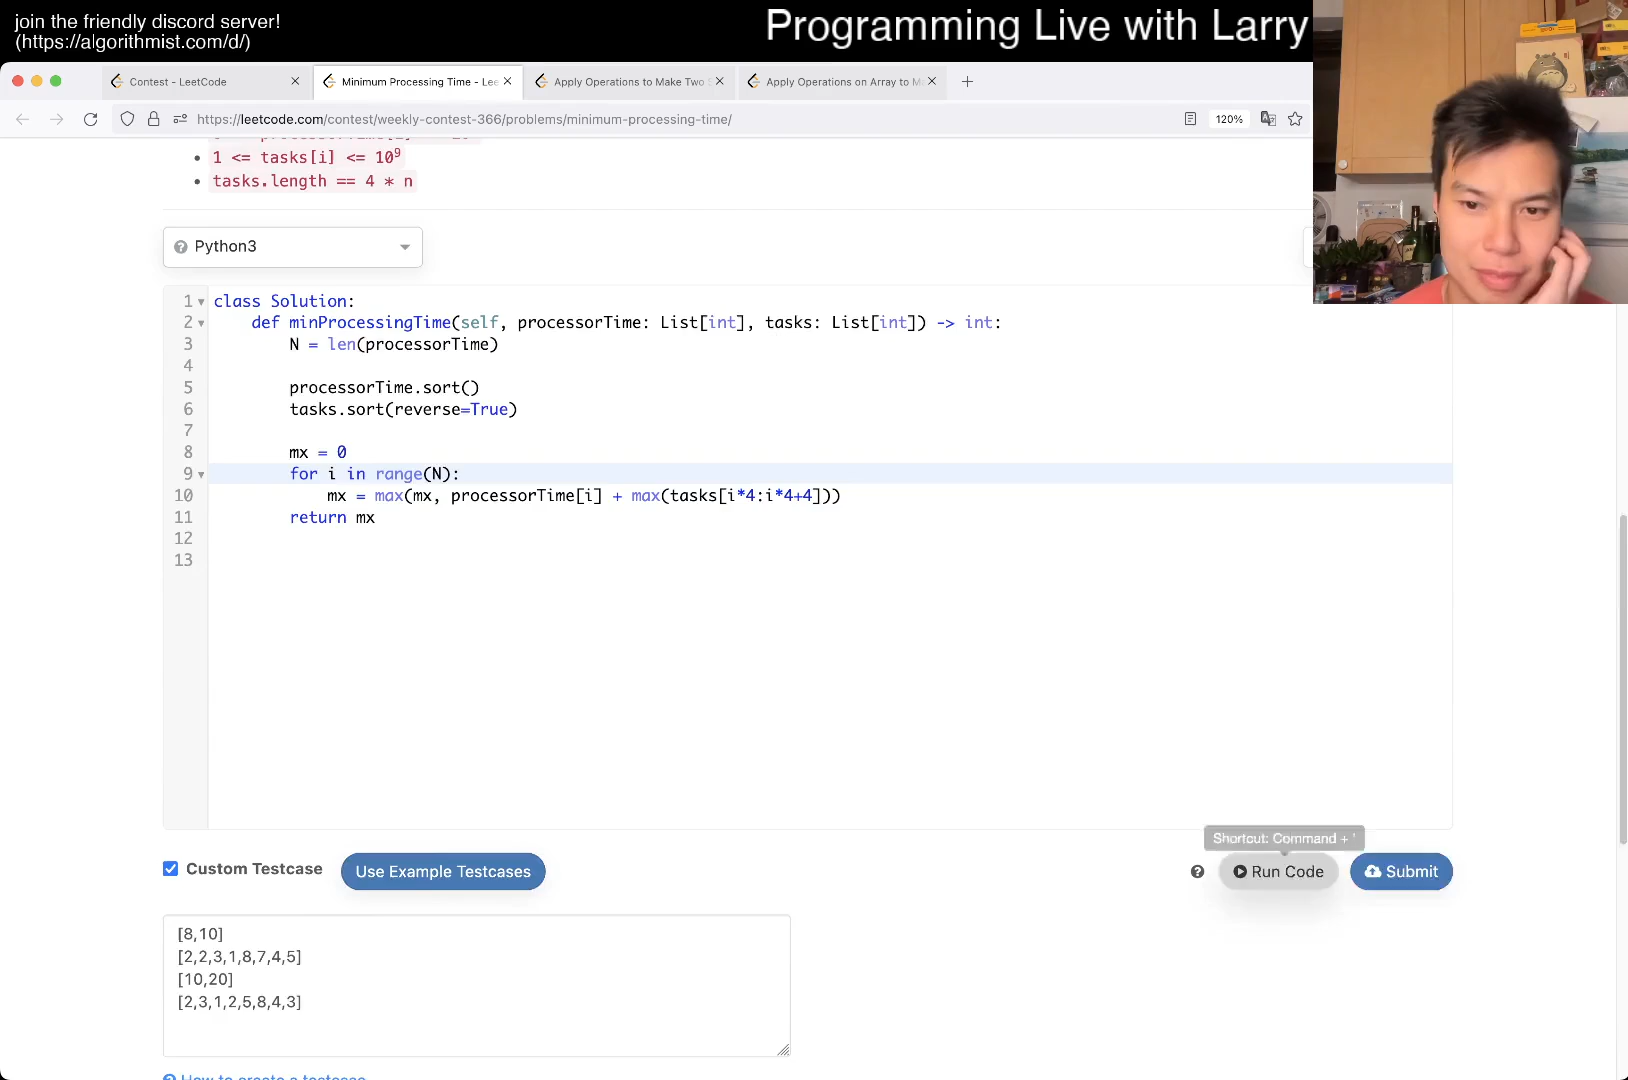 join the friendly discord server!
(https://algorithmist.com/d/)
Programming Live with Larry
Contest - LeetCode
Minimum Processing Time - Lee
Apply Operations to Make Two
Apply Operations on Array to M
https://leetcode.com/contest/weekly-contest-366/problems/minimum-processing-time/
120%
1 <= tasks[i] <= 10⁹
tasks.length == 4 * n
Python3
1 class Solution:
2 def minProcessingTime(self, processorTime: List[int], tasks: List[int]) -> int:
3 N = len(processorTime)
4
5 processorTime.sort()
6 tasks.sort(reverse=True)
7
8 mx = 0
9 for i in range(N):
10 mx = max(mx, processorTime[i] + max(tasks[i*4:i*4+4]))
11 return mx
12
13
Shortcut: Command + '
Custom Testcase
Use Example Testcases
Run Code
Submit
[8,10]
[2,2,3,1,8,7,4,5]
[10,20]
[2,3,1,2,5,8,4,3]
How to create a testcase